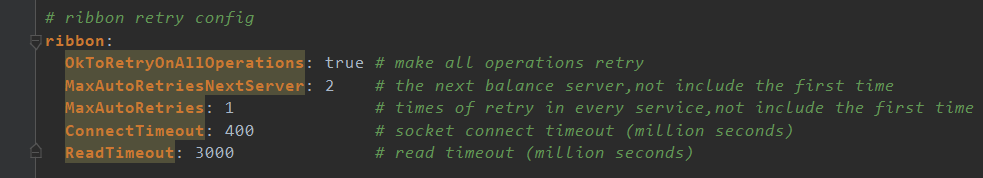 # ribbon retry config
ribbon:
OkToRetryOnAllOperations: true # make all operations retry
MaxAutoRetriesNextServer: 2 # the next balance server,not include the first time
MaxAutoRetries: 1 # times of retry in every service,not include the first time
ConnectTimeout: 400 # socket connect timeout (million seconds)
ReadTimeout: 3000 # read timeout (million seconds)